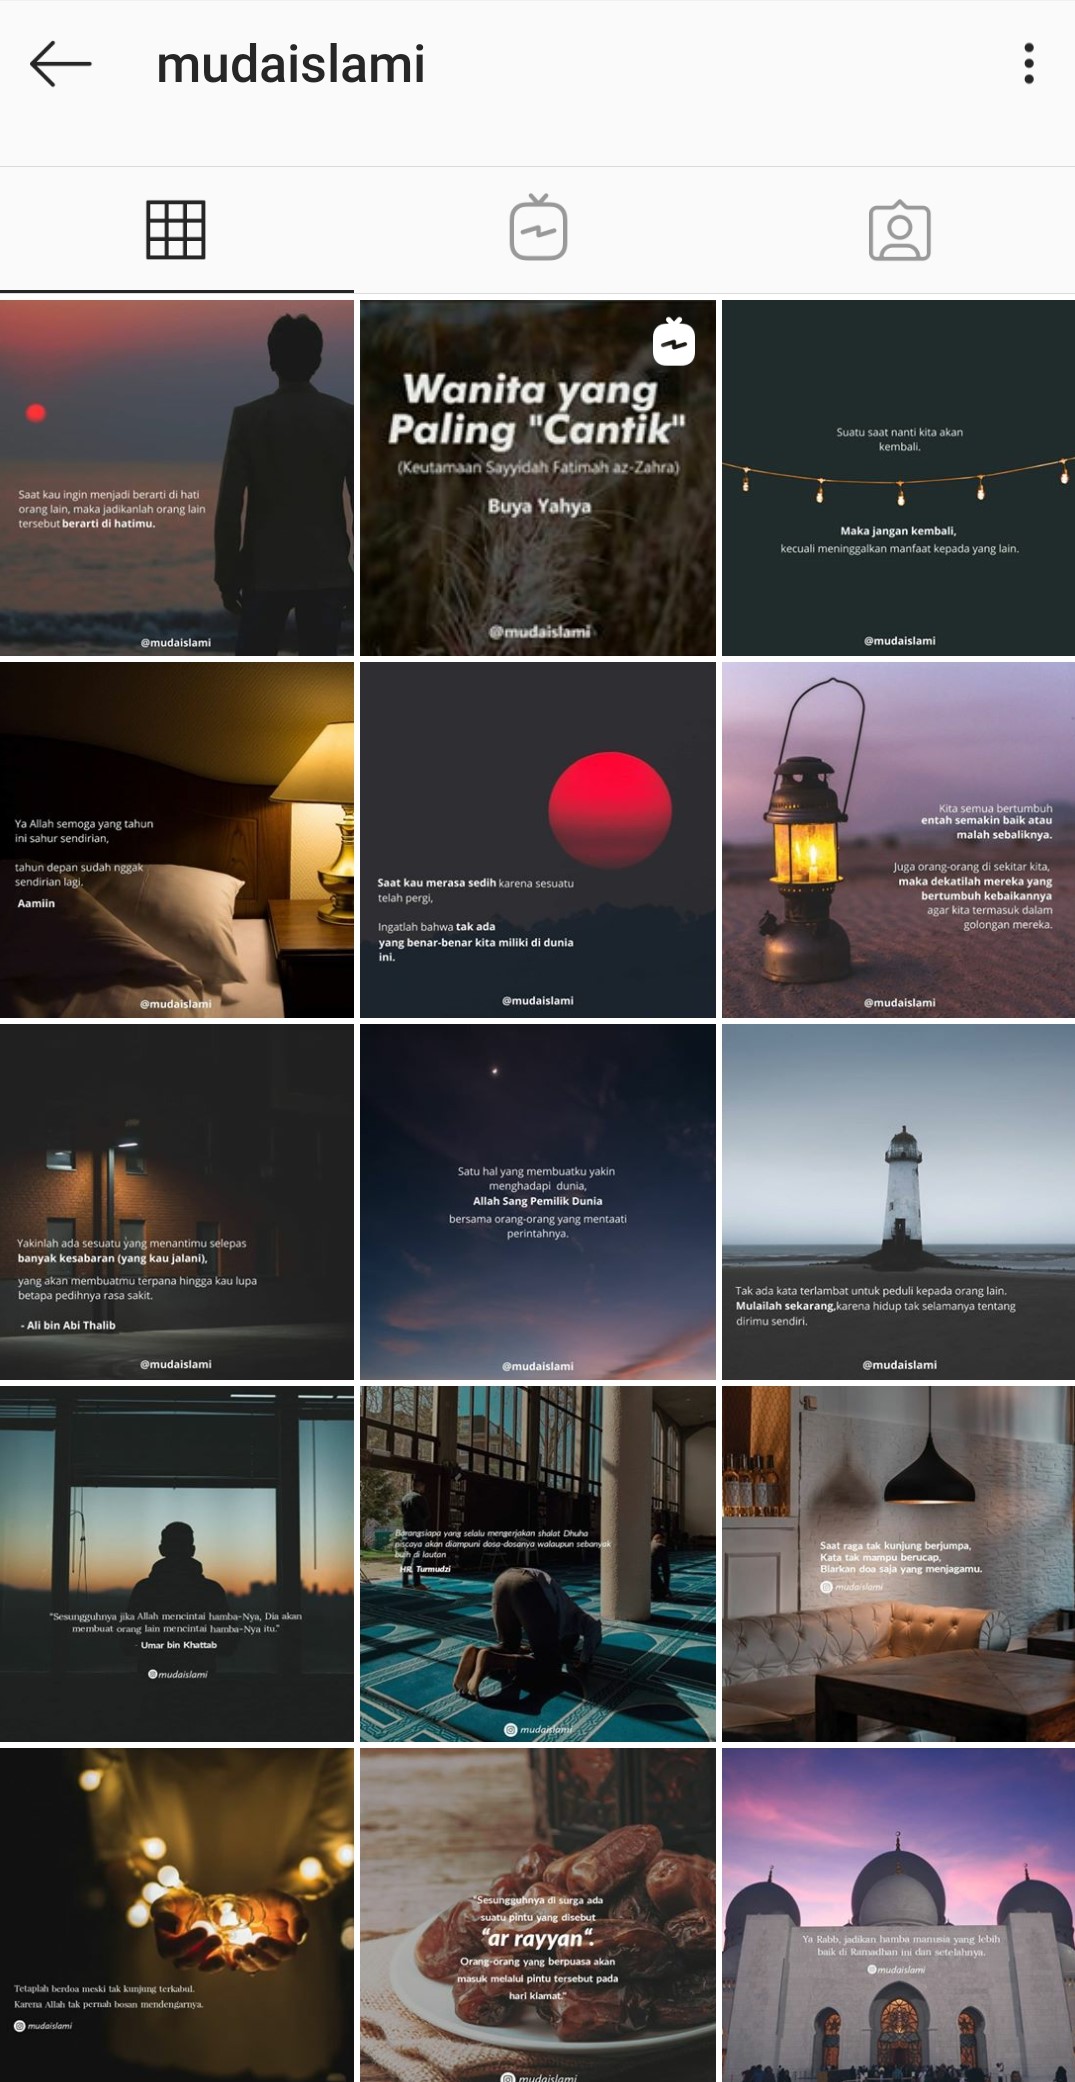 mudaislami
Saat kau ingin menjadi berarti di hati
orang lain, maka jadikanlah orang lain
tersebut berarti di hatimu.
@mudaislami
Wanita yang
Paling "Cantik"
(Keutamaan Sayyidah Fatimah az-Zahra)
Buya Yahya
@mudaislami
Suatu saat nanti kita akan
kembali.
Maka jangan kembali,
kecuali meninggalkan manfaat kepada yang lain.
@mudaislami
Ya Allah semoga yang tahun
ini sahur sendirian,
tahun depan sudah nggak
sendirian lagi.
Aamiin
@mudaislami
Saat kau merasa sedih karena sesuatu
telah pergi,
Ingatlah bahwa tak ada
yang benar-benar kita miliki di dunia
ini.
@mudaislami
Kita semua bertumbuh
entah semakin baik atau
malah sebaliknya.
Juga orang-orang di sekitar kita,
maka dekatilah mereka yang
bertumbuh kebaikannya
agar kita termasuk dalam
golongan mereka.
@mudaislami
Yakinlah ada sesuatu yang menantimu selepas
banyak kesabaran (yang kau jalani),
yang akan membuatmu terpana hingga kau lupa
betapa pedihnya rasa sakit.
- Ali bin Abi Thalib
@mudaislami
Satu hal yang membuatku yakin
menghadapi dunia,
Allah Sang Pemilik Dunia
bersama orang-orang yang mentaati
perintahnya.
@mudaislami
Tak ada kata terlambat untuk peduli kepada orang lain.
Mulailah sekarang,karena hidup tak selamanya tentang
dirimu sendiri.
@mudaislami
"Sesungguhnya jika Allah mencintai hamba-Nya, Dia akan
membuat orang lain mencintai hamba-Nya itu."
- Umar bin Khattab
mudaislami
Barangsiapa yang selalu mengerjakan shalat Dhuha
niscaya akan diampuni dosa-dosanya walaupun sebanyak
buih di lautan
HR. Turmudzi
mudaislami
Saat raga tak kunjung berjumpa,
Kata tak mampu berucap,
Biarkan doa saja yang menjagamu.
mudaislami
Tetaplah berdoa meski tak kunjung terkabul.
Karena Allah tak pernah bosan mendengarnya.
mudaislami
"Sesungguhnya di surga ada
suatu pintu yang disebut
"ar rayyan".
Orang-orang yang berpuasa akan
masuk melalui pintu tersebut pada
hari kiamat."
mudaislami
Ya Rabb, jadikan hamba manusia yang lebih
baik di Ramadhan ini dan setelahnya.
mudaislami